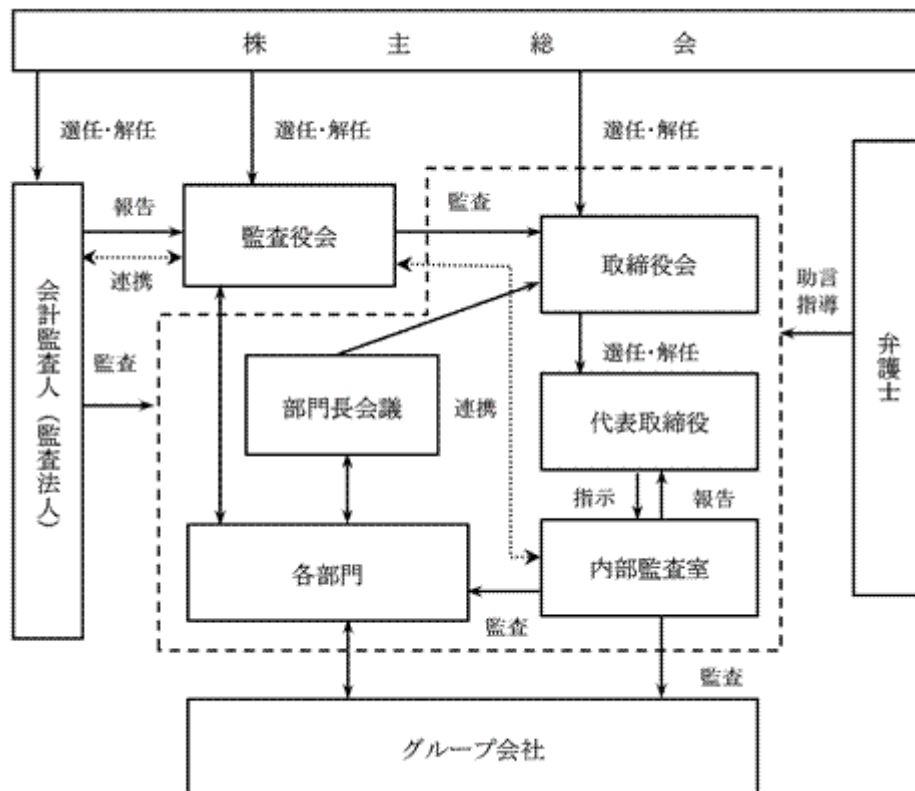 株主総会
選任・解任
選任・解任
選任・解任
報告
監査役会
監査
取締役会
連携
助言
指導
会計監査人（監査法人）
監査
選任・解任
弁護士
部門長会議
連携
代表取締役
指示
報告
各部門
内部監査室
監査
監査
グループ会社